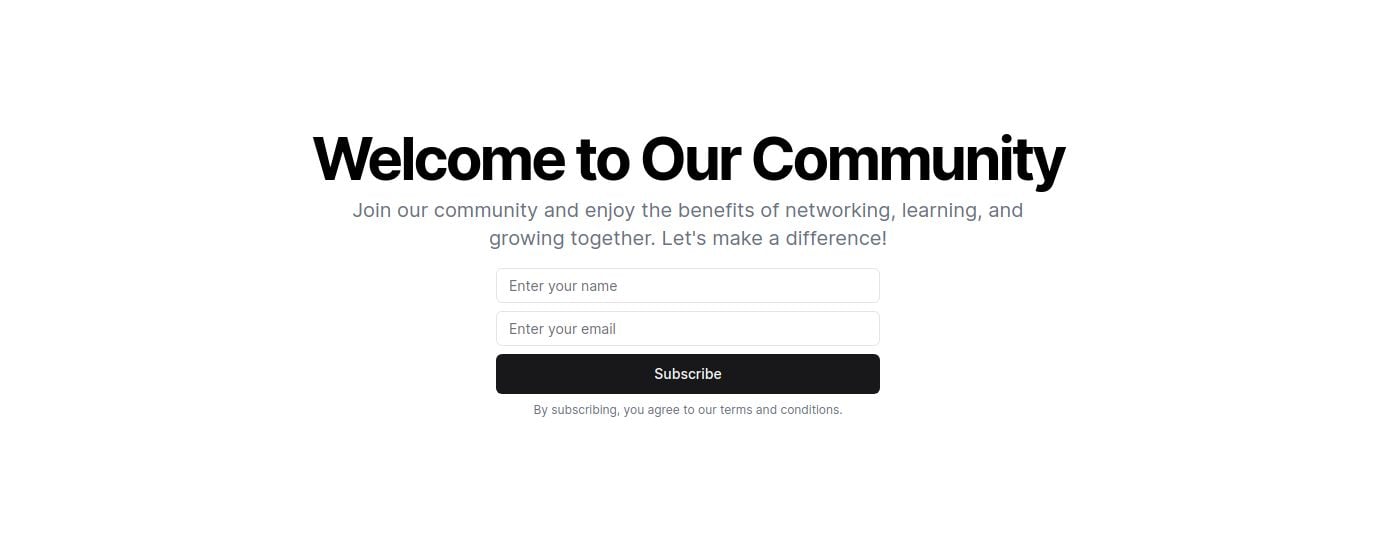 Welcome to Our Community
Join our community and enjoy the benefits of networking, learning, and
growing together. Let's make a difference!
Enter your name
Enter your email
Subscribe
By subscribing, you agree to our terms and conditions.